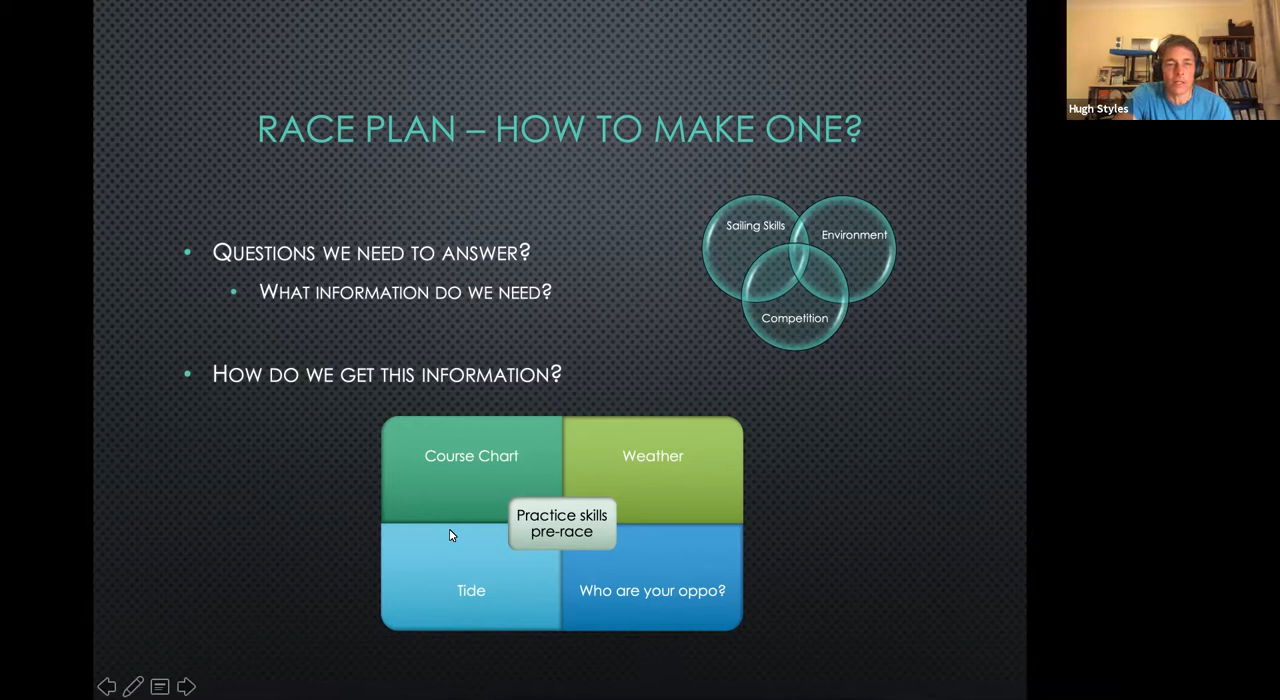 Hugh Styles
RACE PLAN – HOW TO MAKE ONE?
Sailing Skills
Environment
Competition
• QUESTIONS WE NEED TO ANSWER?
• WHAT INFORMATION DO WE NEED?
• HOW DO WE GET THIS INFORMATION?
Course Chart
Weather
Practice skills
pre-race
Tide
Who are your oppo?